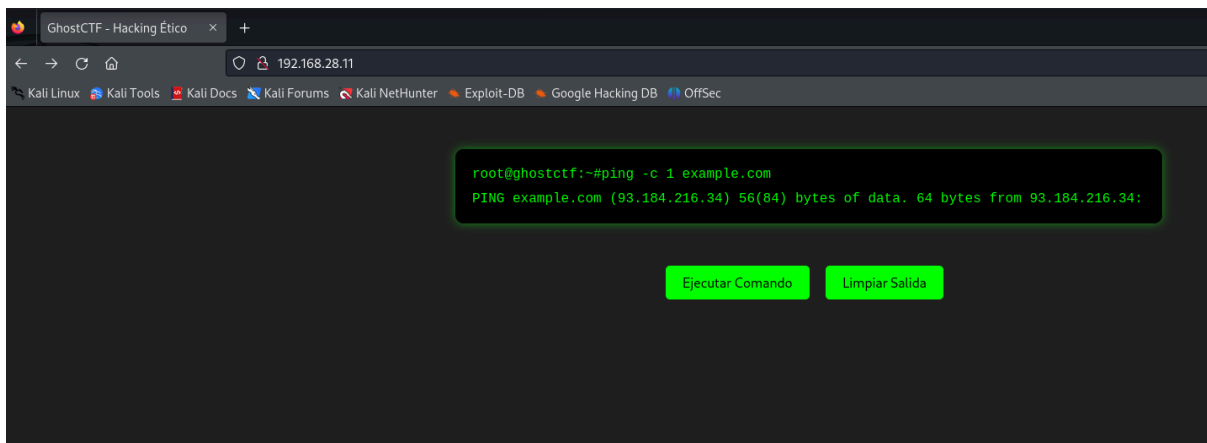 GhostCTF - Hacking Ético
192.168.28.11
Kali Linux Kali Tools Kali Docs Kali Forums Kali NetHunter Exploit-DB Google Hacking DB OffSec
root@ghostctf:~#ping -c 1 example.com
PING example.com (93.184.216.34) 56(84) bytes of data. 64 bytes from 93.184.216.34:
Ejecutar Comando Limpiar Salida